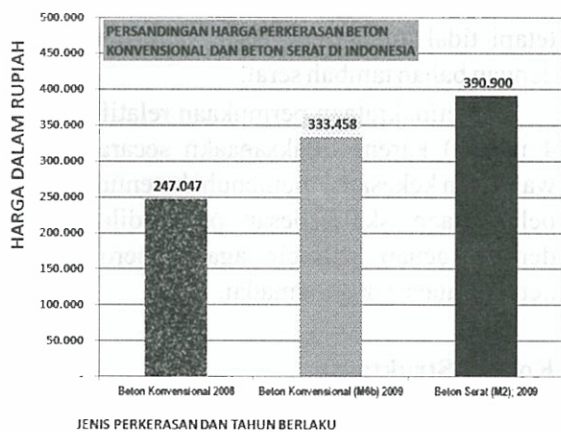 PERSANDINGAN HARGA PERKERASAN BETON
KONVENSIONAL DAN BETON SERAT DI INDONESIA
HARGA DALAM RUPIAH
500.000
450.000
400.000
350.000
300.000
250.000
200.000
150.000
100.000
50.000
-
247.047
333.458
390.900
Beton Konvensional 2008
Beton Konvensional (M6b) 2009
Beton Serat (M2); 2009
JENIS PERKERASAN DAN TAHUN BERLAKU